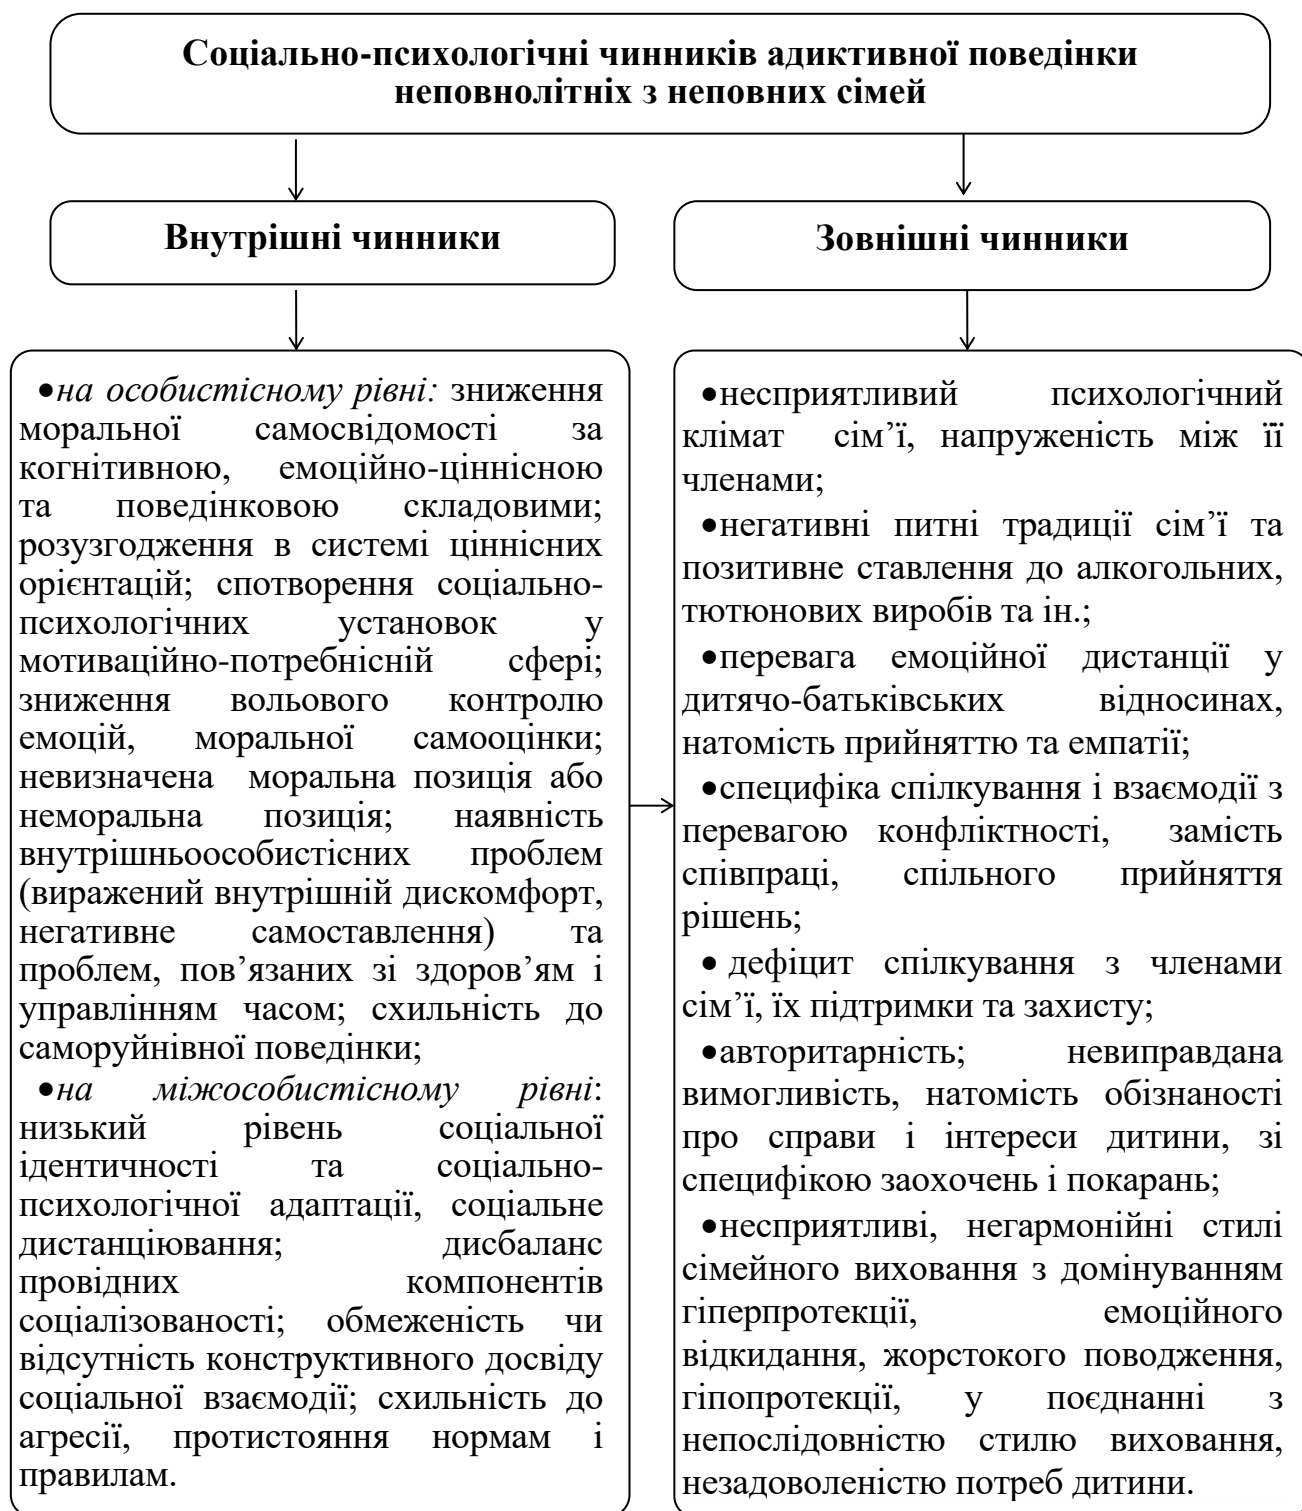 Соціально-психологічні чинників адиктивної поведінки
неповнолітніх з неповних сімей
Внутрішні чинники
Зовнішні чинники
•на особистісному рівні: зниження
моральної самосвідомості за
когнітивною, емоційно-ціннісною
та поведінковою складовими;
розузгодження в системі ціннісних
орієнтацій; спотворення соціально-
психологічних установок у
мотиваційно-потребнісній сфері;
зниження вольового контролю
емоцій, моральної самооцінки;
невизначена моральна позиція або
неморальна позиція; наявність
внутрішньоособистісних проблем
(виражений внутрішній дискомфорт,
негативне самоставлення) та
проблем, пов’язаних зі здоров’ям і
управлінням часом; схильність до
саморуйнівної поведінки;
•на міжособистісному рівні:
низький рівень соціальної
ідентичності та соціально-
психологічної адаптації, соціальне
дистанціювання; дисбаланс
провідних компонентів
соціалізованості; обмеженість чи
відсутність конструктивного досвіду
соціальної взаємодії; схильність до
агресії, протистояння нормам і
правилам.
•несприятливий психологічний
клімат сім’ї, напруженість між її
членами;
•негативні питні традиції сім’ї та
позитивне ставлення до алкогольних,
тютюнових виробів та ін.;
•перевага емоційної дистанції у
дитячо-батьківських відносинах,
натомість прийняттю та емпатії;
•специфіка спілкування і взаємодії з
перевагою конфліктності, замість
співпраці, спільного прийняття
рішень;
• дефіцит спілкування з членами
сім’ї, їх підтримки та захисту;
•авторитарність; невиправдана
вимогливість, натомість обізнаності
про справи і інтереси дитини, зі
специфікою заохочень і покарань;
•несприятливі, негармонійні стилі
сімейного виховання з домінуванням
гіперпротекції, емоційного
відкидання, жорстокого поводження,
гіпопротекції, у поєднанні з
непослідовністю стилю виховання,
незадоволеністю потреб дитини.